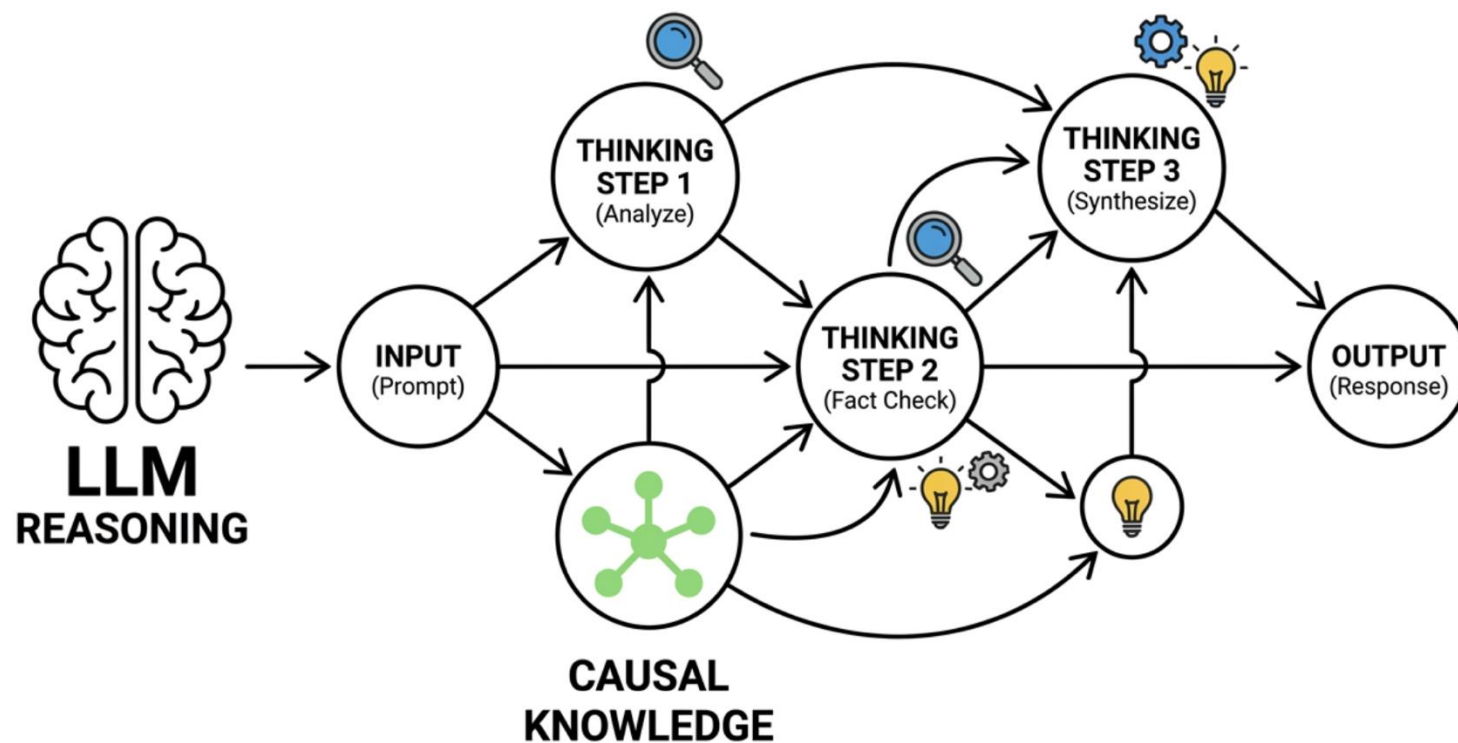 LLM
REASONING
INPUT
(Prompt)
THINKING
STEP 1
(Analyze)
CAUSAL
KNOWLEDGE
THINKING
STEP 2
(Fact Check)
THINKING
STEP 3
(Synthesize)
OUTPUT
(Response)